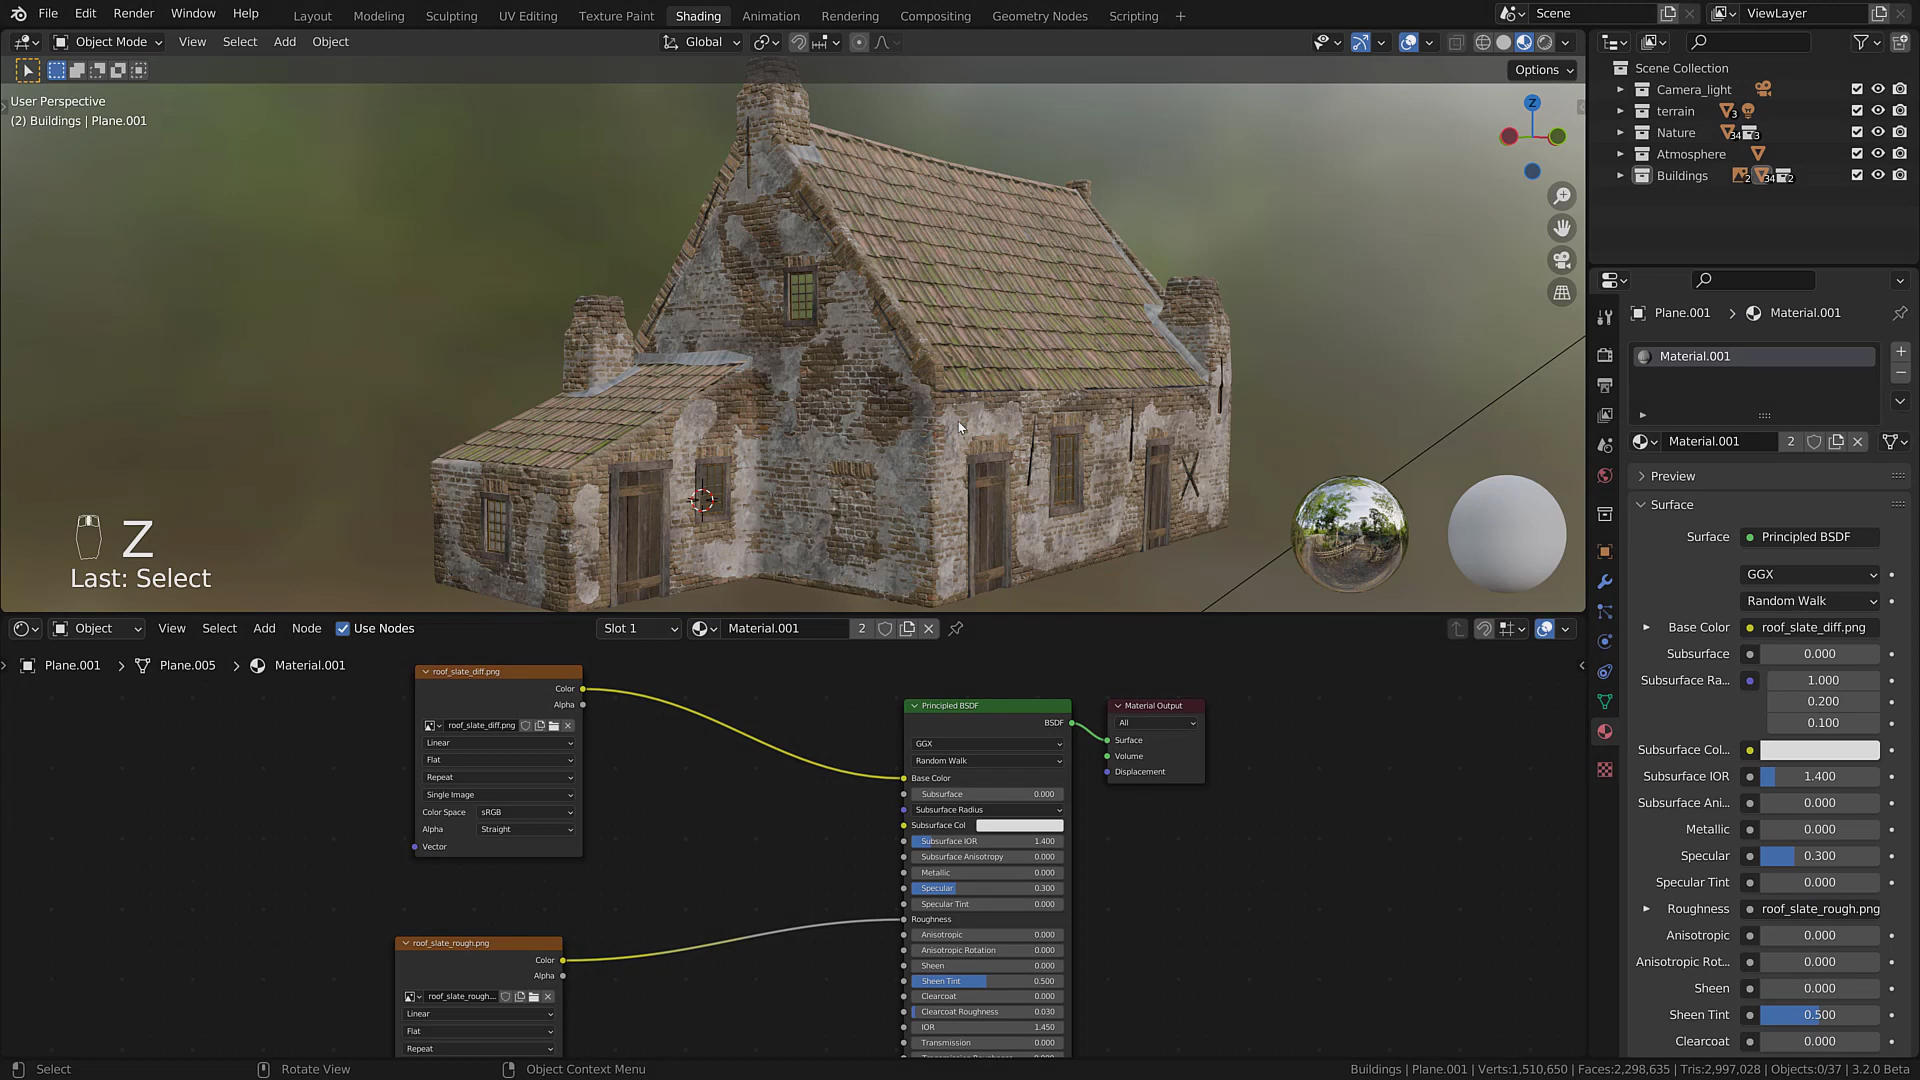 File Edit Render Window Help
Layout Modeling Sculpting UV Editing Texture Paint Shading Animation Rendering Compositing Geometry Nodes Scripting +
Scene
ViewLayer
Object Mode View Select Add Object
Global
Options
User Perspective
(2) Buildings | Plane.001
Z
Z
Last: Select
Scene Collection
Camera_light
terrain 3
Nature 34 3
Atmosphere
Buildings 2 34 2
Plane.001 > Material.001
Material.001
Material.001 2
Preview
Surface
Surface Principled BSDF
GGX
Random Walk
Base Color roof_slate_diff.png
Subsurface 0.000
Subsurface Ra... 1.000
0.200
0.100
Subsurface Col...
Subsurface IOR 1.400
Subsurface Ani... 0.000
Metallic 0.000
Specular 0.300
Specular Tint 0.000
Roughness roof_slate_rough.png
Anisotropic 0.000
Anisotropic Rot... 0.000
Sheen 0.000
Sheen Tint 0.500
Clearcoat 0.000
Object View Select Add Node Use Nodes Slot 1 Material.001 2
Plane.001 > Plane.005 > Material.001
roof_slate_diff.png
Color
Alpha
roof_slate_diff.png
Linear
Flat
Repeat
Single Image
Color Space sRGB
Alpha Straight
Vector
roof_slate_rough.png
Color
Alpha
roof_slate_rough...
Linear
Flat
Repeat
Principled BSDF
BSDF
GGX
Random Walk
Base Color
Subsurface 0.000
Subsurface Radius
Subsurface Col
Subsurface IOR 1.400
Subsurface Anisotropy 0.000
Metallic 0.000
Specular 0.300
Specular Tint 0.000
Roughness
Anisotropic 0.000
Anisotropic Rotation 0.000
Sheen 0.000
Sheen Tint 0.500
Clearcoat 0.000
Clearcoat Roughness 0.030
IOR 1.450
Transmission 0.000
Material Output
All
Surface
Volume
Displacement
Select Rotate View Object Context Menu
Buildings | Plane.001 | Verts:1,510,650 | Faces:2,298,635 | Tris:2,997,028 | Objects:0/37 | 3.2.0 Beta